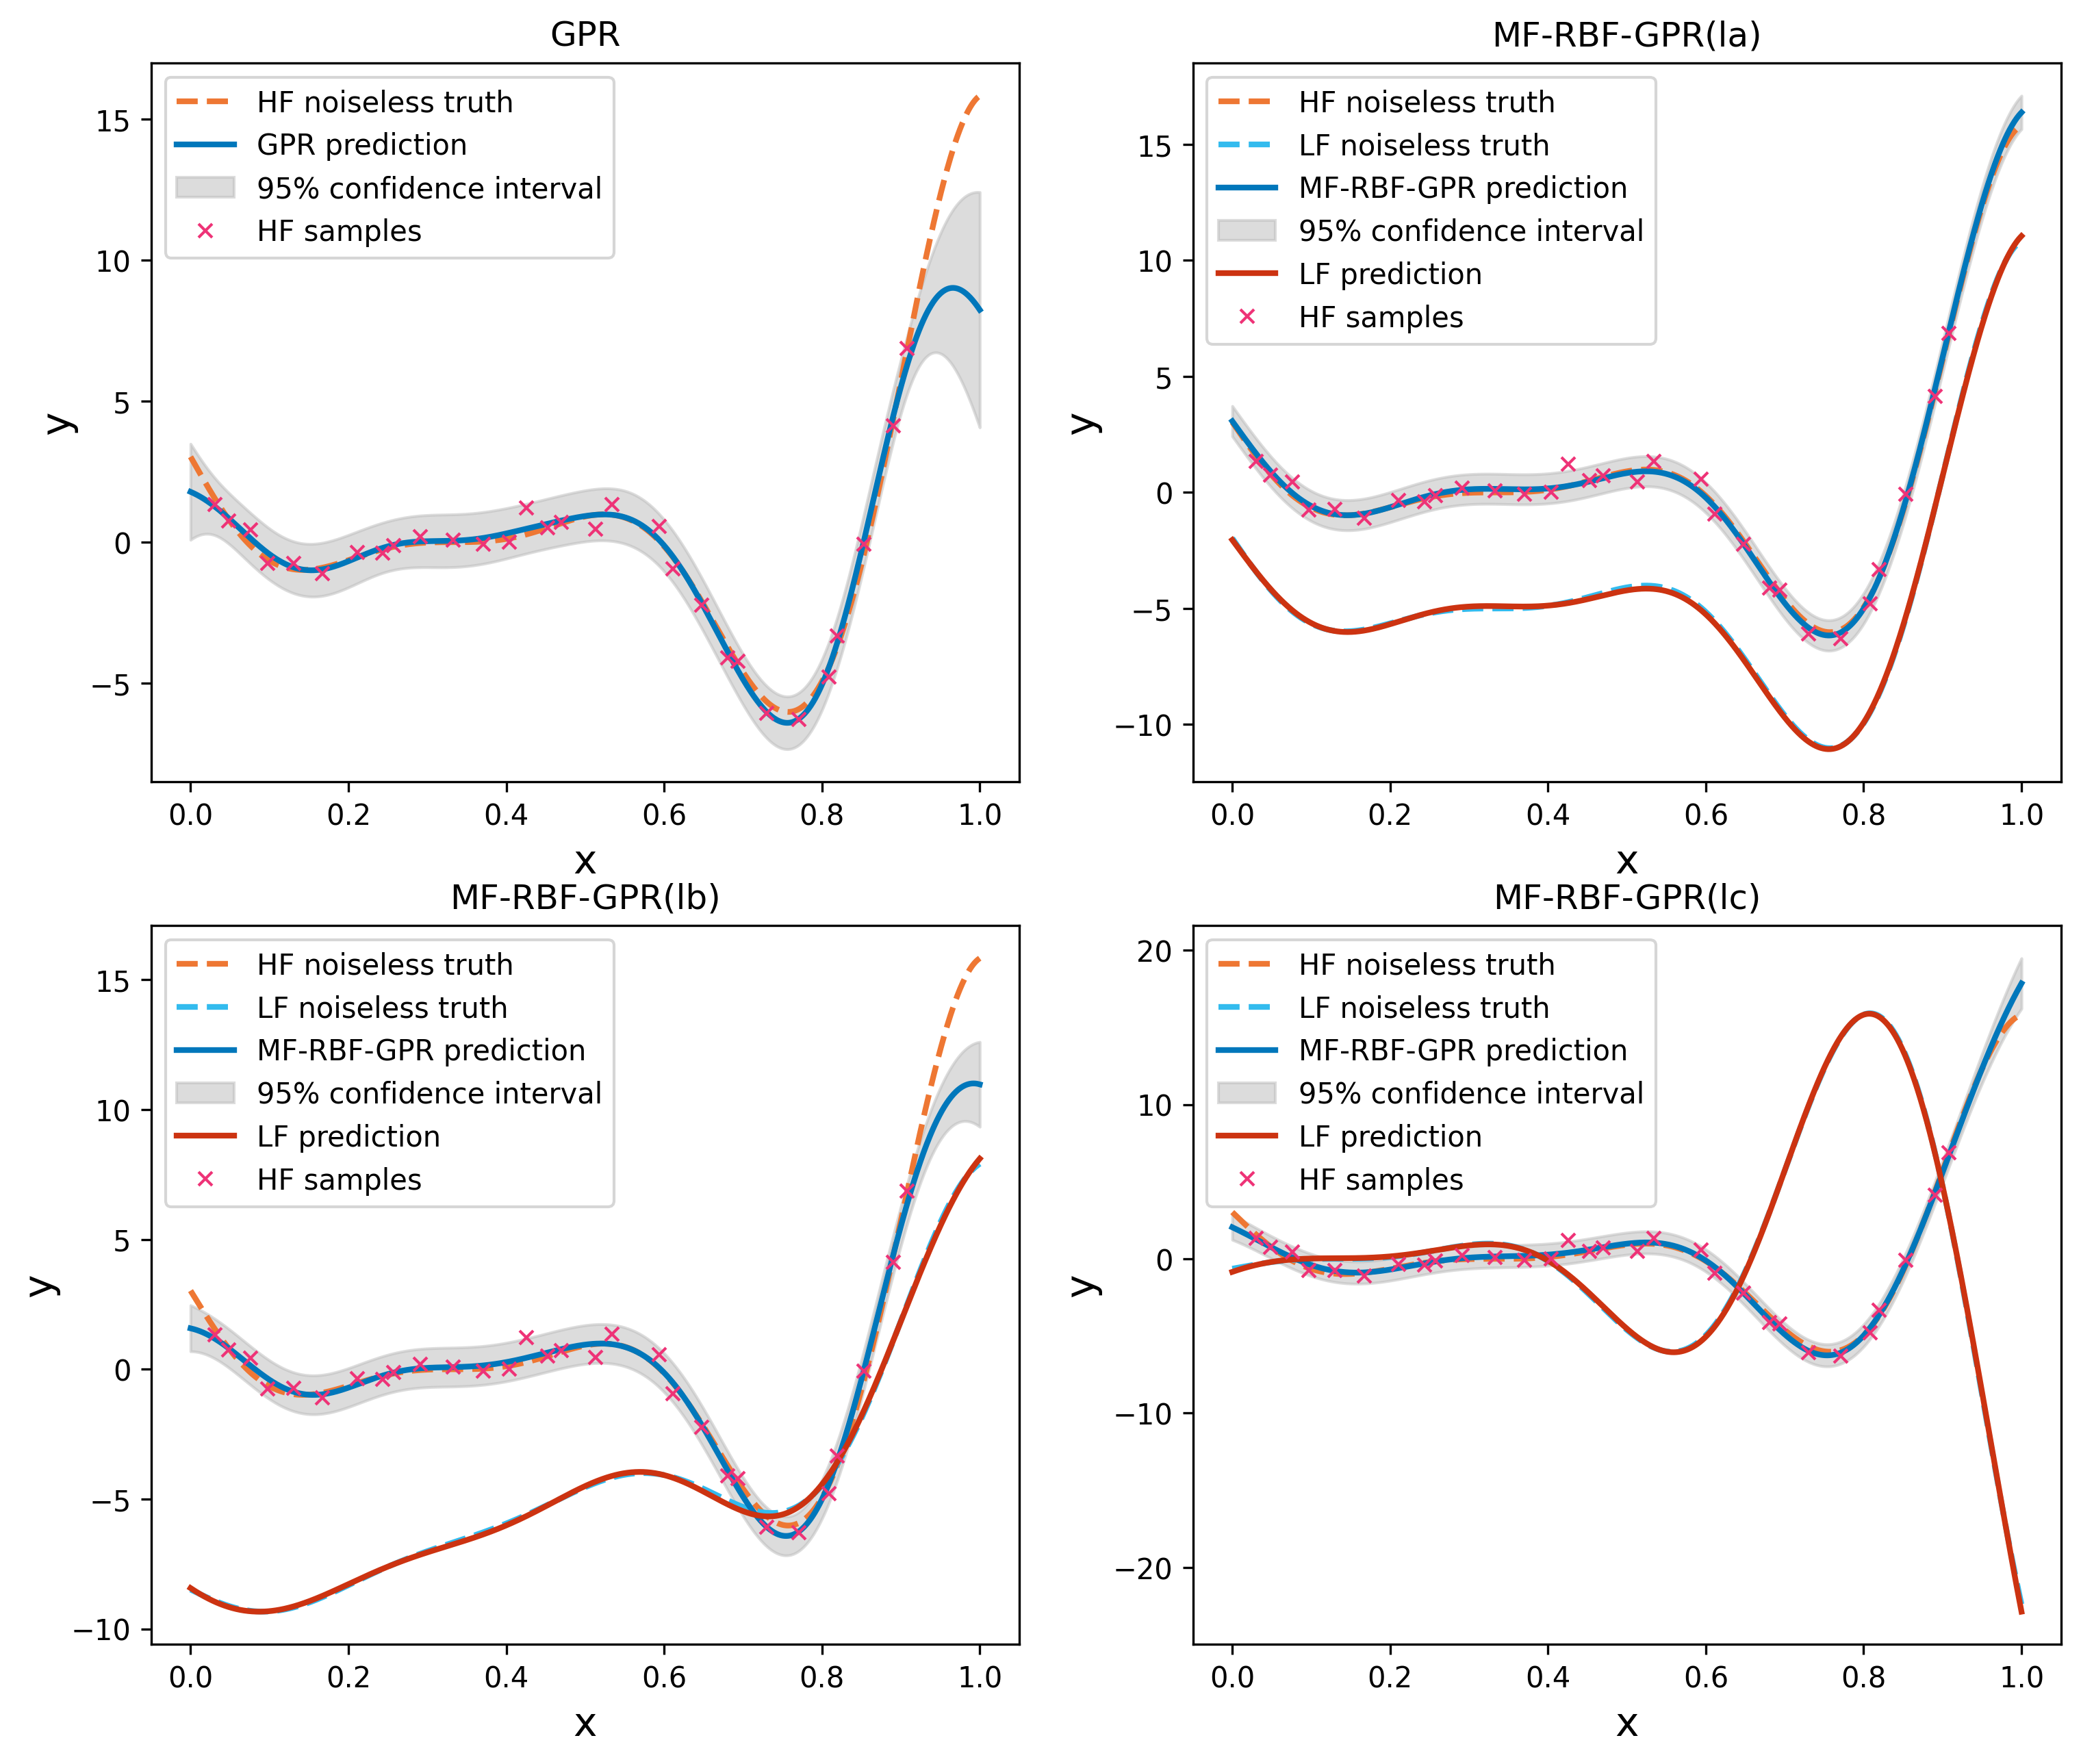 GPR
HF noiseless truth
GPR prediction
95% confidence interval
HF samples
15
10
5
0
−5
y
0.0 0.2 0.4 0.6 0.8 1.0
x
MF-RBF-GPR(la)
HF noiseless truth
LF noiseless truth
MF-RBF-GPR prediction
95% confidence interval
LF prediction
HF samples
15
10
5
0
−5
−10
y
0.0 0.2 0.4 0.6 0.8 1.0
x
MF-RBF-GPR(lb)
HF noiseless truth
LF noiseless truth
MF-RBF-GPR prediction
95% confidence interval
LF prediction
HF samples
15
10
5
0
−5
−10
y
0.0 0.2 0.4 0.6 0.8 1.0
x
MF-RBF-GPR(lc)
HF noiseless truth
LF noiseless truth
MF-RBF-GPR prediction
95% confidence interval
LF prediction
HF samples
20
10
0
−10
−20
y
0.0 0.2 0.4 0.6 0.8 1.0
x